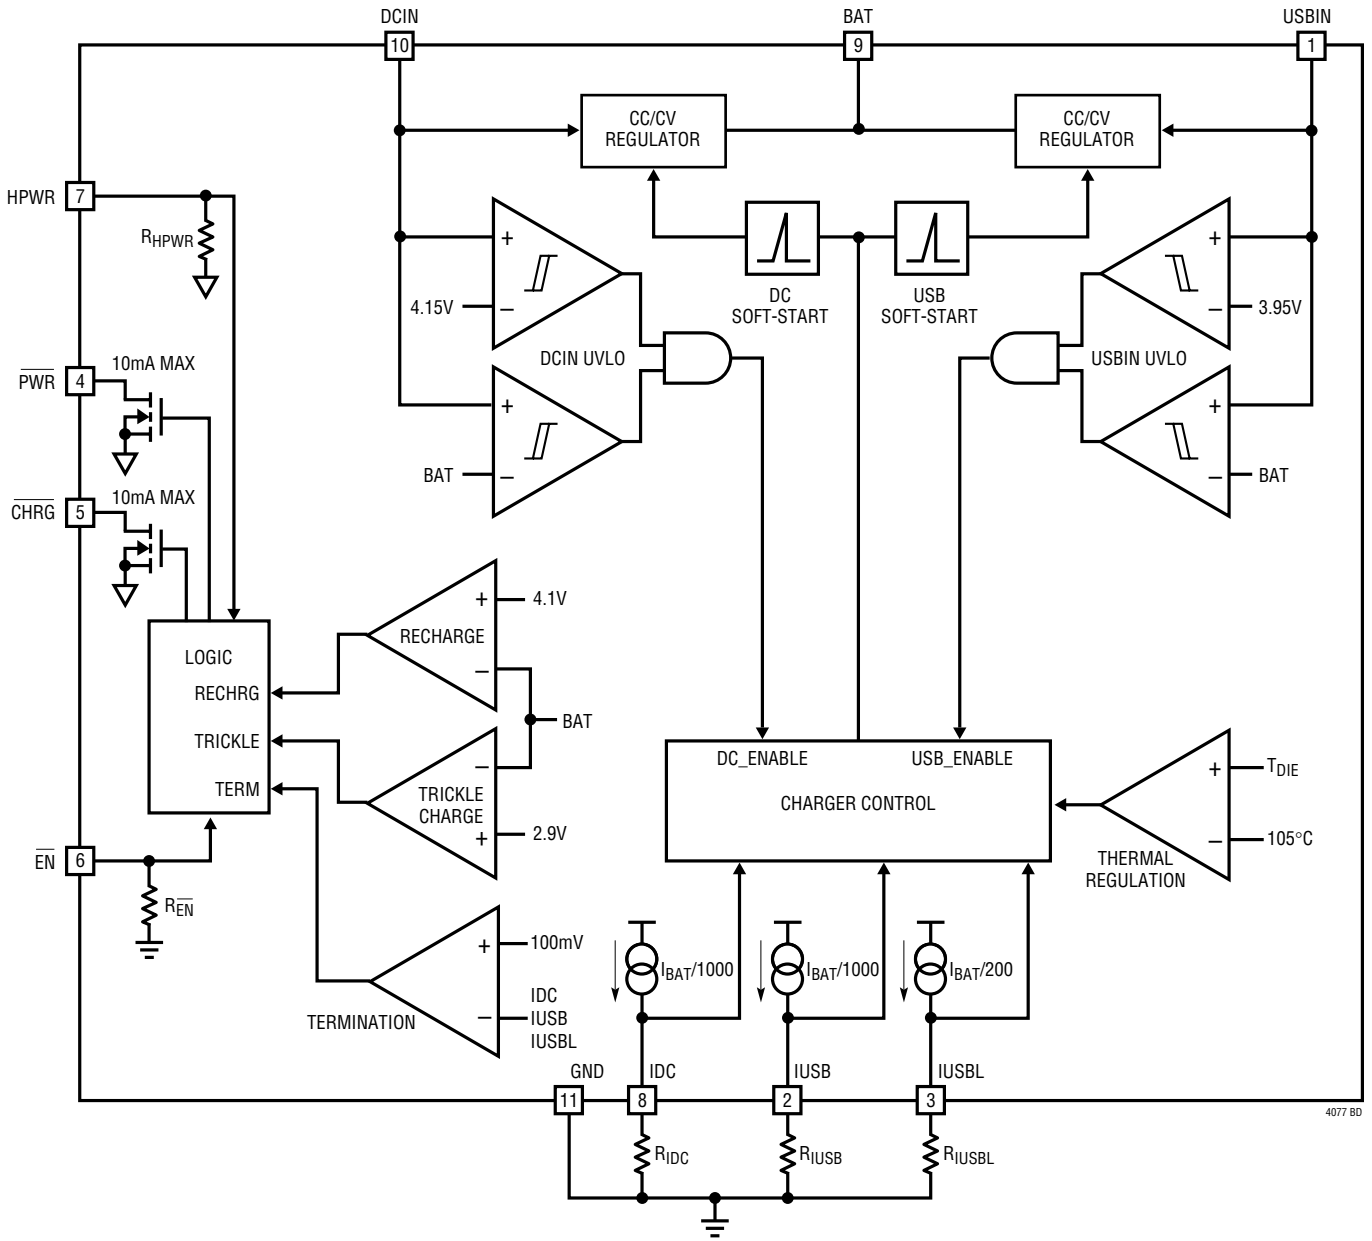 DCIN
BAT
USBIN
10
9
1
CC/CV
REGULATOR
CC/CV
REGULATOR
HPWR
7
RHPWR
+
4.15V
–
DC
SOFT-START
USB
SOFT-START
+
3.95V
–
DCIN UVLO
USBIN UVLO
10mA MAX
PWR
4
+
BAT
–
+
BAT
–
10mA MAX
CHRG
5
+
4.1V
RECHARGE
–
BAT
LOGIC
RECHRG
TRICKLE
TERM
–
TRICKLE
CHARGE
+
2.9V
DC_ENABLE
USB_ENABLE
CHARGER CONTROL
+
TDIE
–
105°C
THERMAL
REGULATION
EN
6
REN
+
100mV
–
IDC
IUSB
IUSBL
TERMINATION
IBAT/1000
IBAT/1000
IBAT/200
GND
IDC
IUSB
IUSBL
11
8
2
3
4077 BD
RIDC
RIUSB
RIUSBL